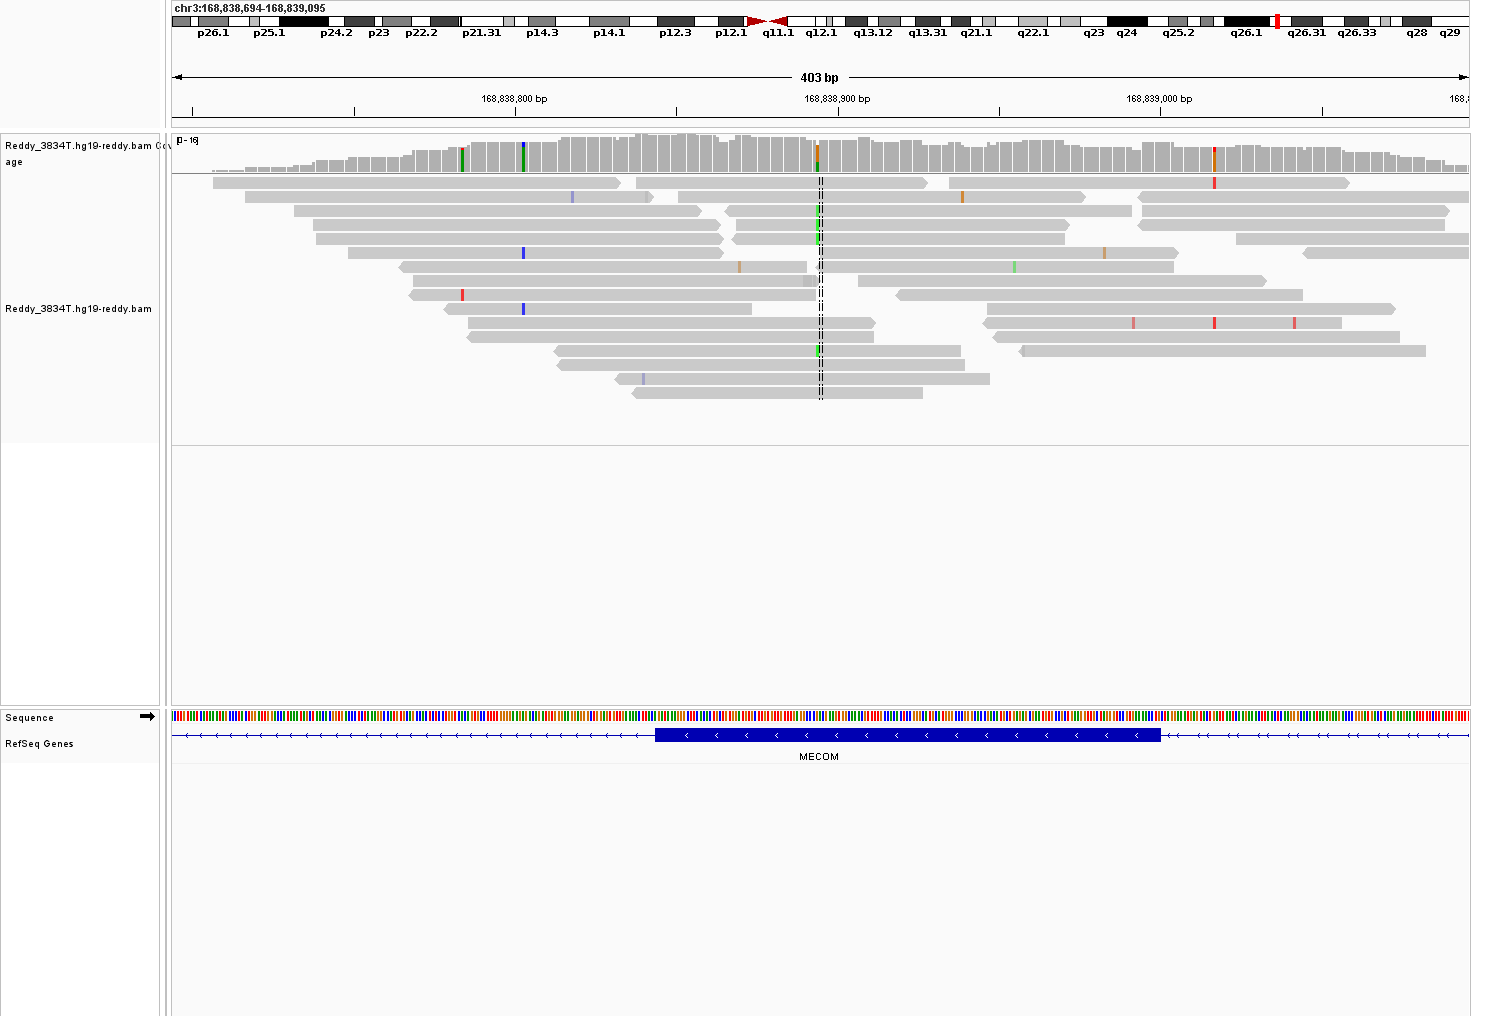 chr3:168,838,694-168,839,095
p26.1 p25.1 p24.2 p23 p22.2 p21.31 p14.3 p14.1 p12.3 p12.1 q11.1 q12.1 q13.12 q13.31 q21.1 q22.1 q23 q24 q25.2 q26.1 q26.31 q26.33 q28 q29
403 bp
168,838,800 bp 168,838,900 bp 168,839,000 bp 168,8
Reddy_3834T.hg19-reddy.bam Cov
age
[0 - 16]
Reddy_3834T.hg19-reddy.bam
Sequence
RefSeq Genes
MECOM